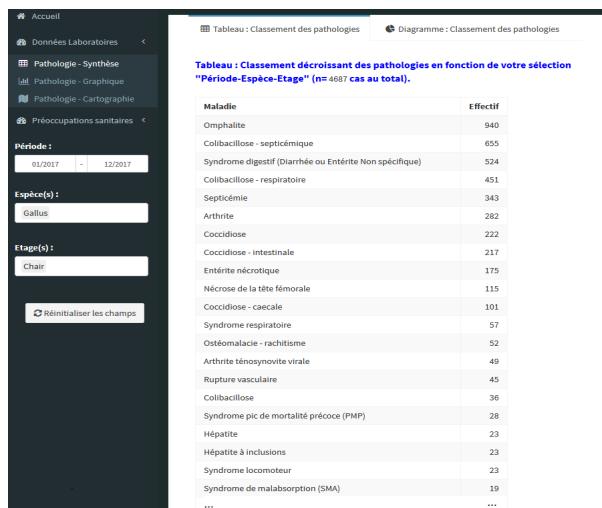 Accueil
Données Laboratoires
Pathologie - Synthèse
Pathologie - Graphique
Pathologie - Cartographie
Préoccupations sanitaires
Période :
01/2017 - 12/2017
Espèce(s) :
Gallus
Etage(s) :
Chair
Réinitialiser les champs
Tableau : Classement des pathologies Diagramme : Classement des pathologies
Tableau : Classement décroissant des pathologies en fonction de votre sélection
"Période-Espèce-Etage" (n= 4687 cas au total).
Maladie Effectif
Omphalite 940
Colibacillose - septicémique 655
Syndrome digestif (Diarrhée ou Entérite Non spécifique) 524
Colibacillose - respiratoire 451
Septicémie 343
Arthrite 282
Coccidiose 222
Coccidiose - intestinale 217
Entérite nécrotique 175
Nécrose de la tête fémorale 115
Coccidiose - caecale 101
Syndrome respiratoire 57
Ostéomalacie - rachitisme 52
Arthrite ténosynovite virale 49
Rupture vasculaire 45
Colibacillose 36
Syndrome pic de mortalité précoce (PMP) 28
Hépatite 23
Hépatite à inclusions 23
Syndrome locomoteur 23
Syndrome de malabsorption (SMA) 19
... ...